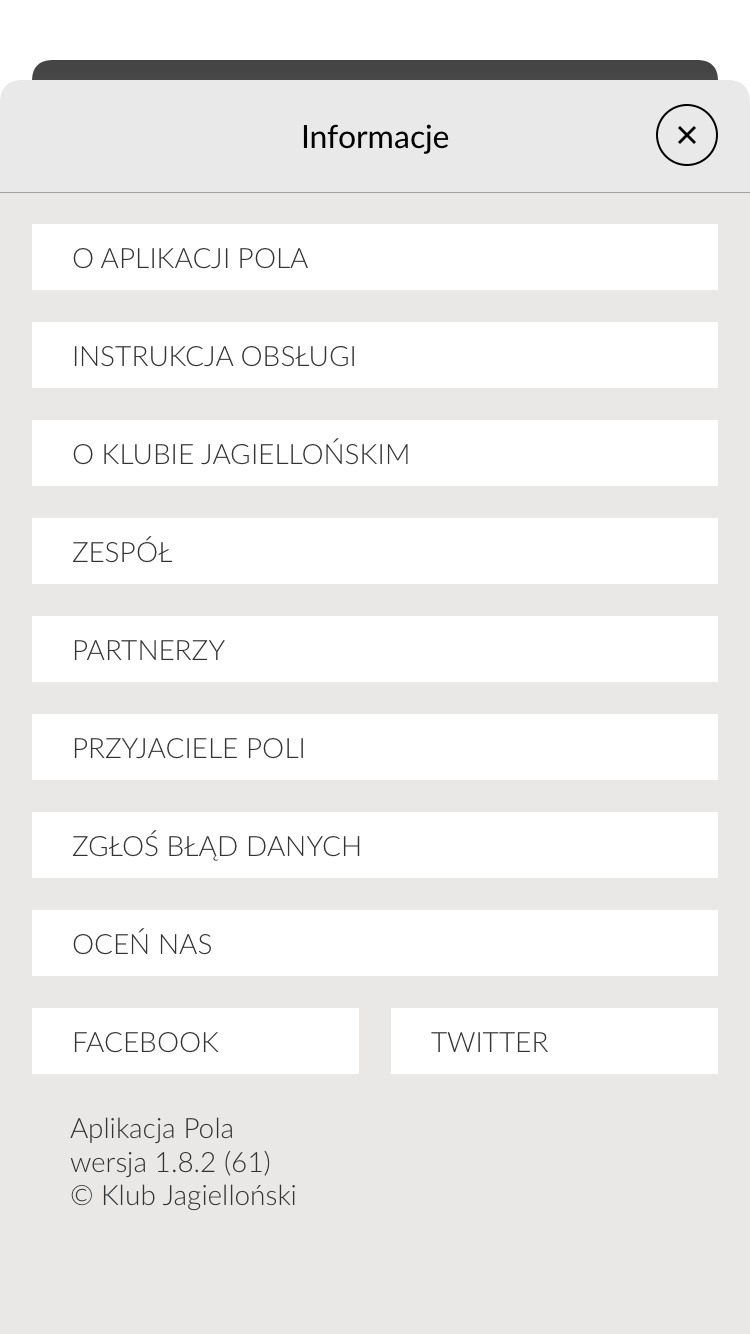 Informacje
O APLIKACJI POLA
INSTRUKCJA OBSŁUGI
O KLUBIE JAGIELLOŃSKIM
ZESPÓŁ
PARTNERZY
PRZYJACIELE POLI
ZGŁOŚ BŁĄD DANYCH
OCEŃ NAS
FACEBOOK TWITTER
Aplikacja Pola
wersja 1.8.2 (61)
© Klub Jagielloński